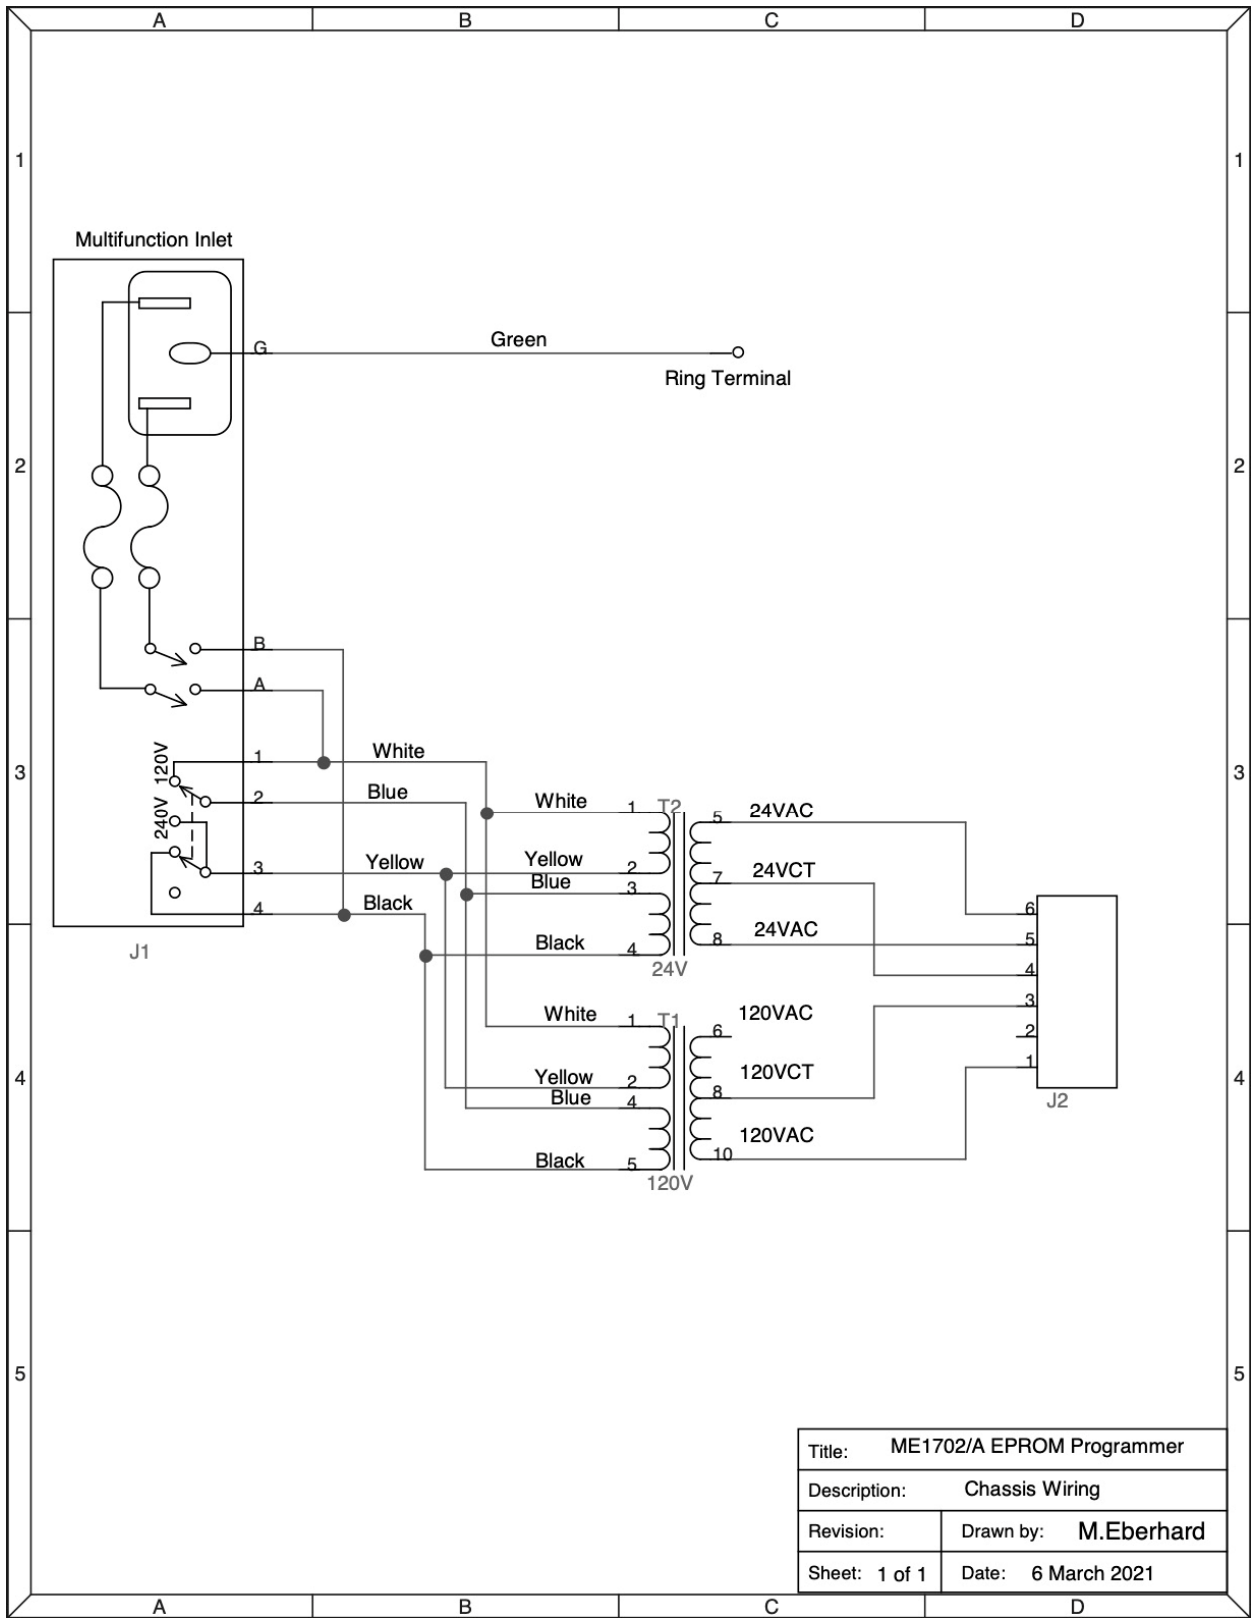 A B C D
1 1
Multifunction Inlet
G Green
Ring Terminal
2 2
B
A
120V 1 White
3 3
240V 2 Blue
White 1 T2 5 24VAC
3 Yellow Yellow 2 7 24VCT
Blue 3
4 Black
Black 4 8 24VAC
24V
J1
6
5
4
3
2
1
J2
White 1 T1 6 120VAC
4 4
Yellow 2 8 120VCT
Blue 4
Black 5 10 120VAC
120V
5 5
Title: ME1702/A EPROM Programmer
Description: Chassis Wiring
Revision: Drawn by: M.Eberhard
Sheet: 1 of 1 Date: 6 March 2021
A B C D